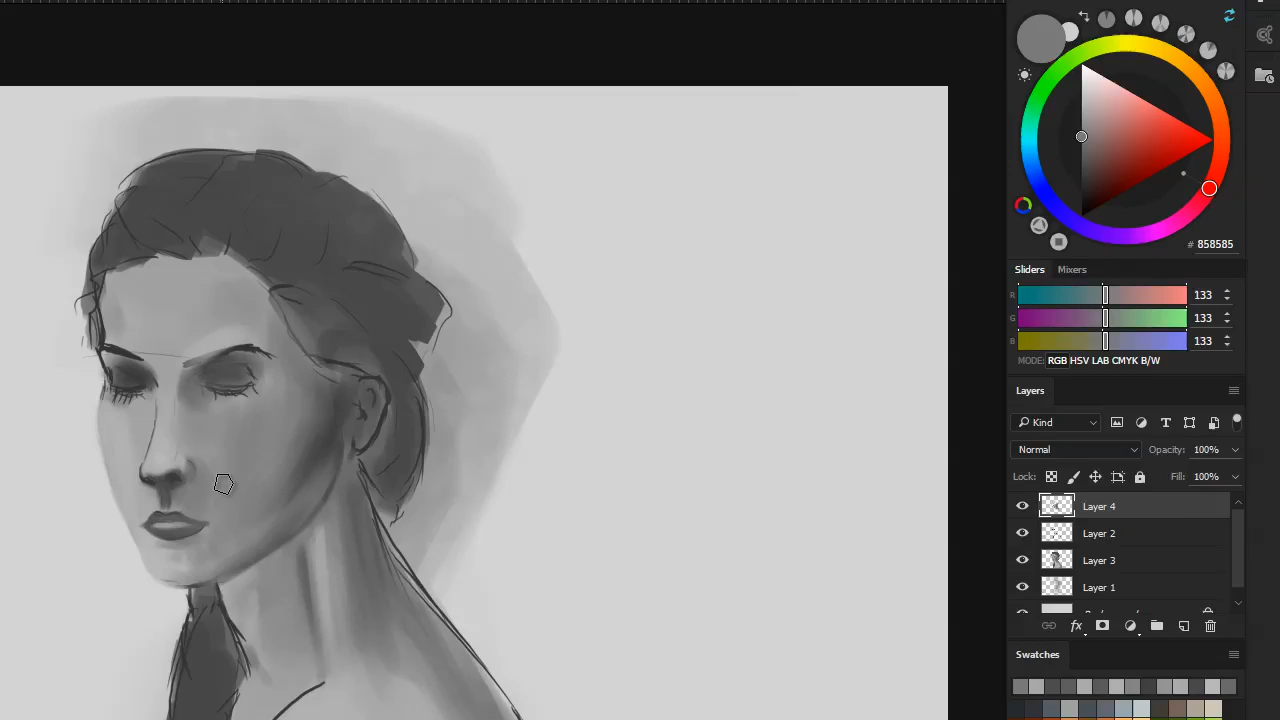 # 858585
Sliders Mixers
R 133
G 133
B 133
MODE: RGB HSV LAB CMYK B/W
Layers
Kind
Normal Opacity: 100%
Lock: Fill: 100%
Layer 4
Layer 2
Layer 3
Layer 1
fx
Swatches